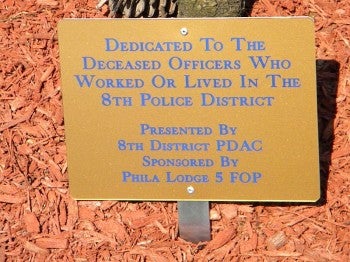 Dedicated To The
Deceased Officers Who
Worked Or Lived In The
8th Police District
Presented By
8th District PDAC
Sponsored By
Phila Lodge 5 FOP